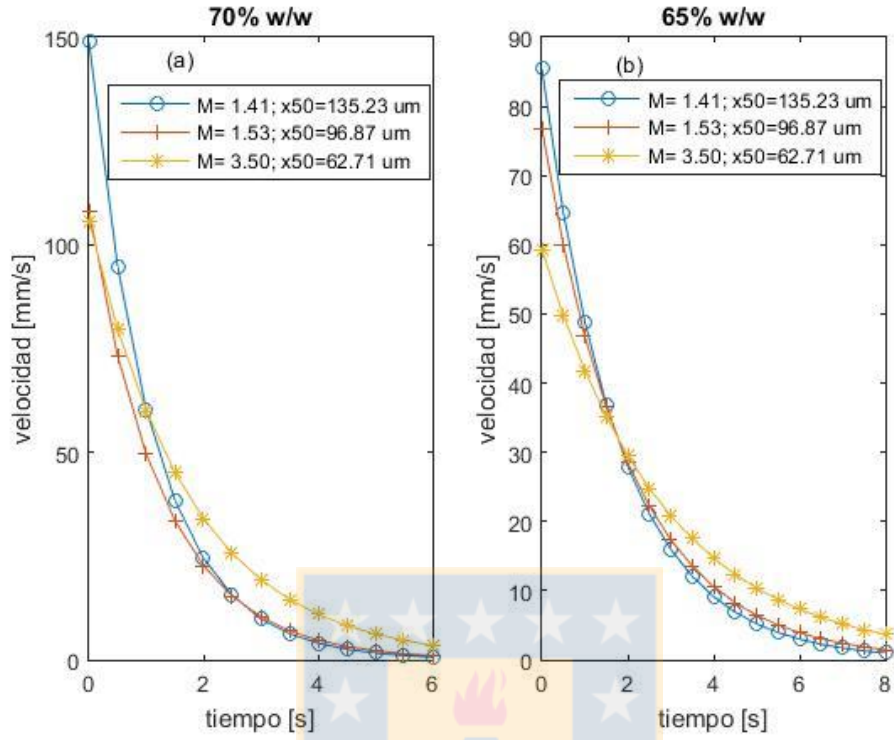 70% w/w
(a)
M= 1.41; x50=135.23 um
M= 1.53; x50=96.87 um
M= 3.50; x50=62.71 um
150
100
50
0
velocidad [mm/s]
0 2 4 6
tiempo [s]
65% w/w
(b)
M= 1.41; x50=135.23 um
M= 1.53; x50=96.87 um
M= 3.50; x50=62.71 um
90
80
70
60
50
40
30
20
10
0
velocidad [mm/s]
0 2 4 6 8
tiempo [s]